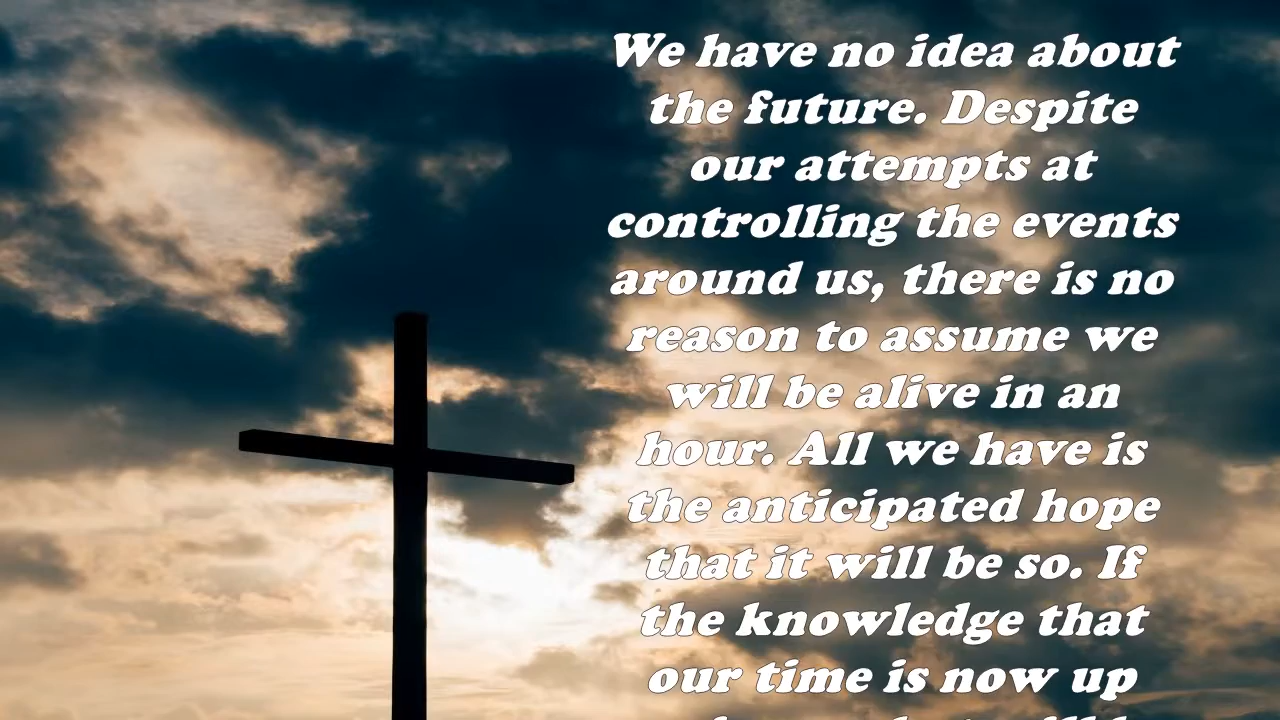 We have no idea about
the future. Despite
our attempts at
controlling the events
around us, there is no
reason to assume we
will be alive in an
hour. All we have is
the anticipated hope
that it will be so. If
the knowledge that
our time is now up